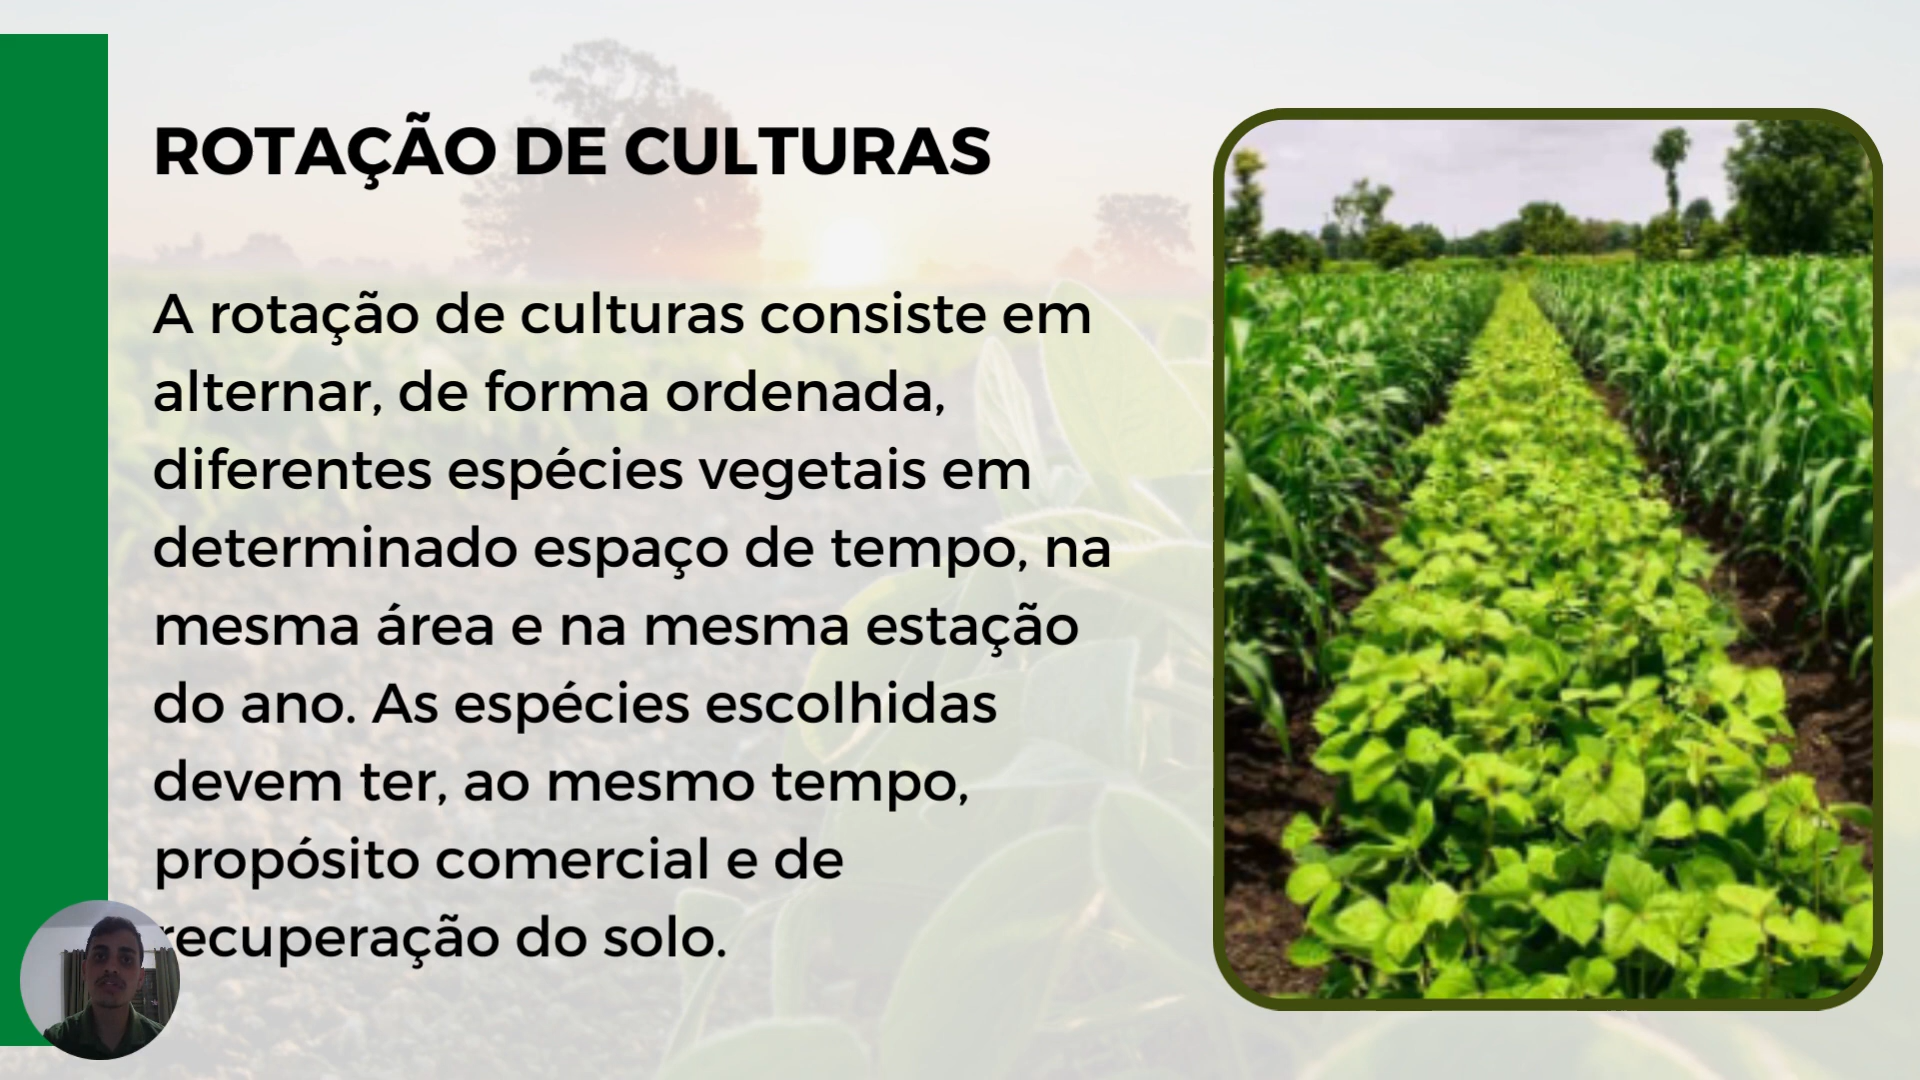 ROTAÇÃO DE CULTURAS
A rotação de culturas consiste em
alternar, de forma ordenada,
diferentes espécies vegetais em
determinado espaço de tempo, na
mesma área e na mesma estação
do ano. As espécies escolhidas
devem ter, ao mesmo tempo,
propósito comercial e de
recuperação do solo.